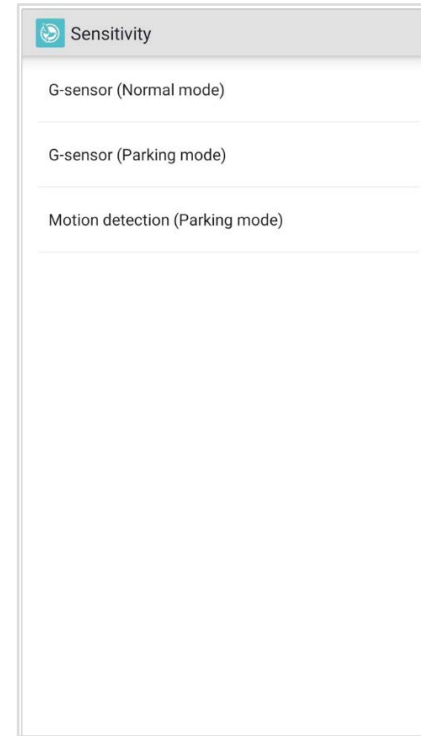 Sensitivity
G-sensor (Normal mode)
G-sensor (Parking mode)
Motion detection (Parking mode)